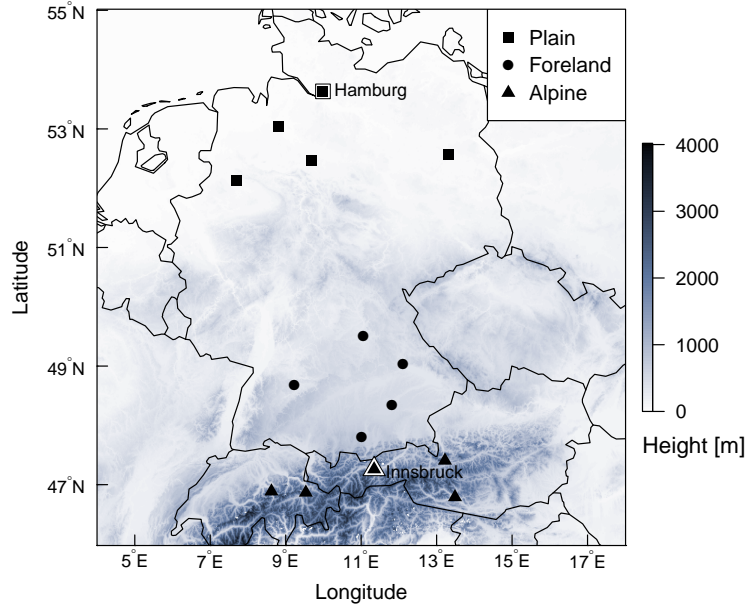 55°N
53°N
51°N
49°N
47°N
Latitude
Plain
Foreland
Alpine
Hamburg
Innsbruck
4000
3000
2000
1000
0
Height [m]
5°E 7°E 9°E 11°E 13°E 15°E 17°E
Longitude